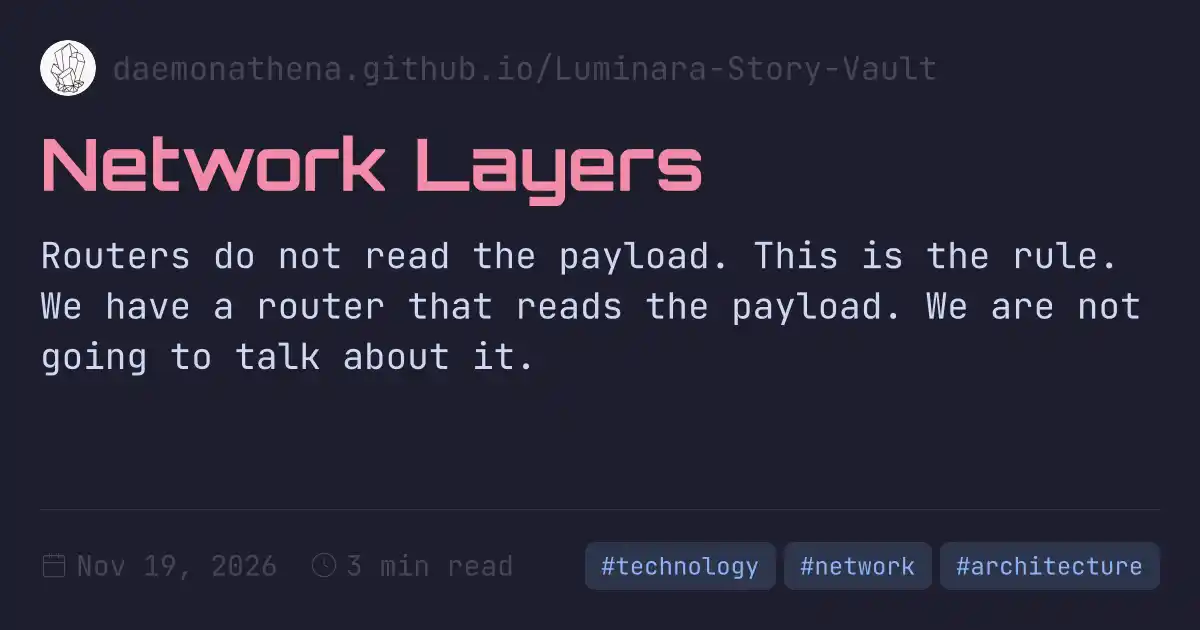 daemonathena.github.io/Luminara-Story-Vault
Network Layers
Routers do not read the payload. This is the rule.
We have a router that reads the payload. We are not
going to talk about it.
Nov 19, 2026 3 min read #technology #network #architecture